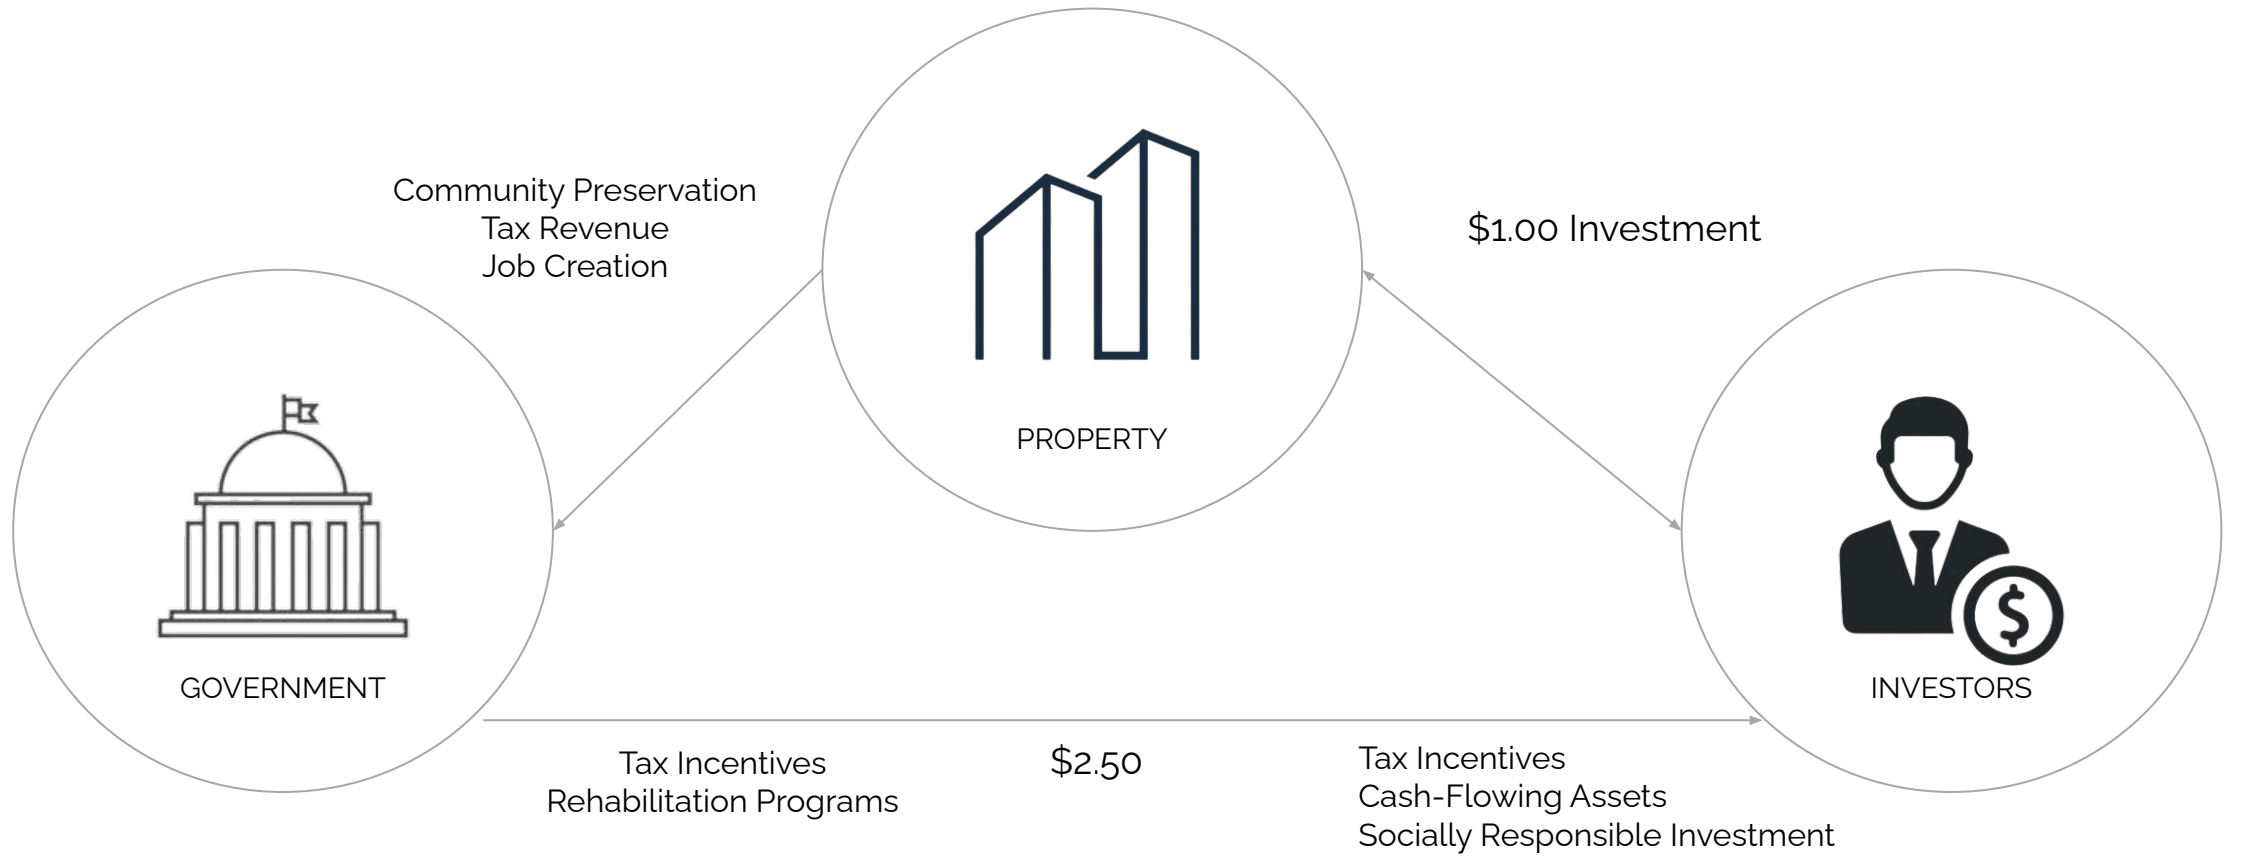 Community Preservation
Tax Revenue
Job Creation
$1.00 Investment
PROPERTY
GOVERNMENT
INVESTORS
$
Tax Incentives
Rehabilitation Programs
$2.50
Tax Incentives
Cash-Flowing Assets
Socially Responsible Investment